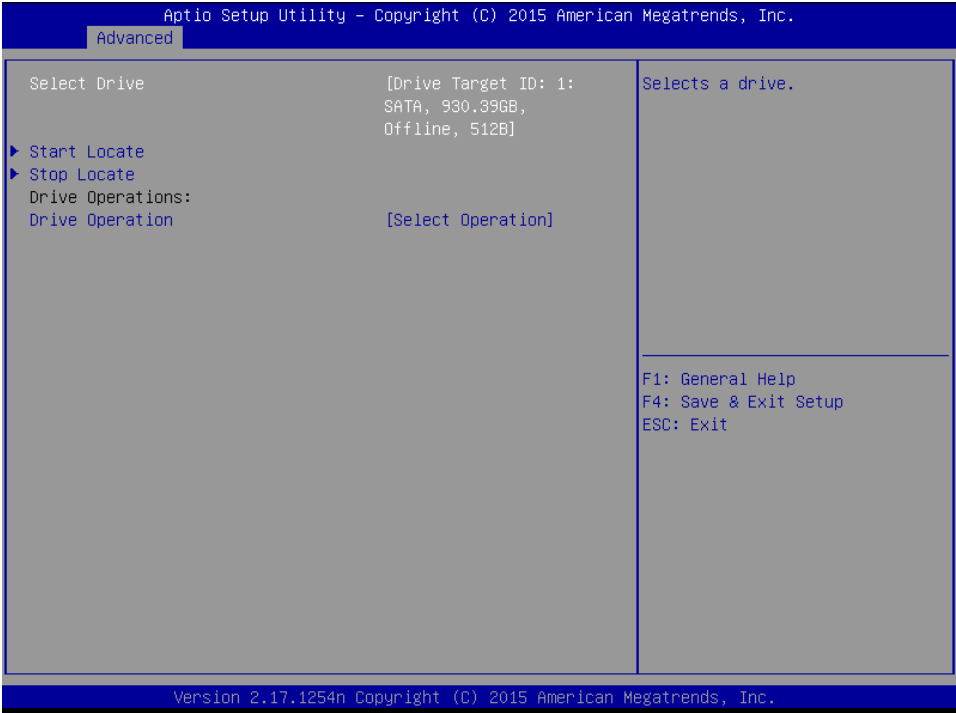 Aptio Setup Utility – Copyright (C) 2015 American Megatrends, Inc.
Advanced
Select Drive [Drive Target ID: 1:
SATA, 930.39GB,
Offline, 512B]
Start Locate
Stop Locate
Drive Operations:
Drive Operation [Select Operation]
Selects a drive.
F1: General Help
F4: Save & Exit Setup
ESC: Exit
Version 2.17.1254n Copyright (C) 2015 American Megatrends, Inc.